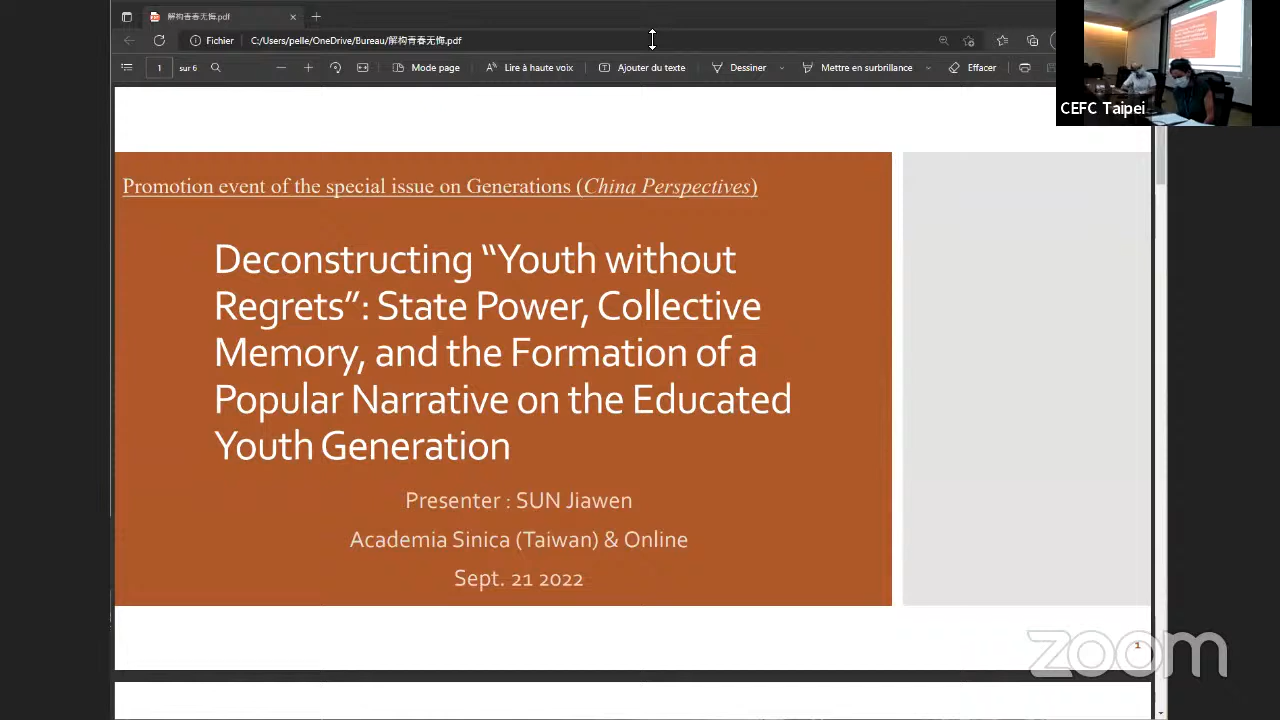 解构青春无悔.pdf
Fichier
C:/Users/pelle/OneDrive/Bureau/解构青春无悔.pdf
1 sur 6
Mode page
Lire à haute voix
Ajouter du texte
Dessiner
Mettre en surbrillance
Effacer
CEFC Taipei
Promotion event of the special issue on Generations (China Perspectives)
Deconstructing “Youth without
Regrets”: State Power, Collective
Memory, and the Formation of a
Popular Narrative on the Educated
Youth Generation
Presenter : SUN Jiawen
Academia Sinica (Taiwan) & Online
Sept. 21 2022
1
zoom